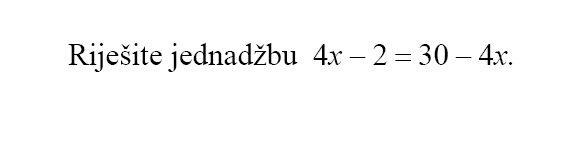 Riješite jednadžbu 4x – 2 = 30 – 4x.